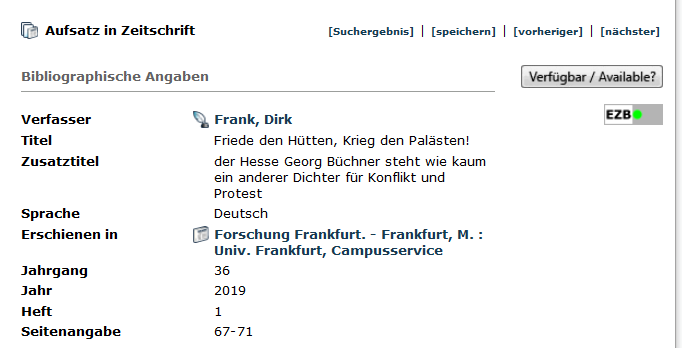 Aufsatz in Zeitschrift [Suchergebnis] | [speichern] | [vorheriger] | [nächster]
Bibliographische Angaben Verfügbar / Available?
EZB
Verfasser Frank, Dirk
Titel Friede den Hütten, Krieg den Palästen!
Zusatztitel der Hesse Georg Büchner steht wie kaum
ein anderer Dichter für Konflikt und
Protest
Sprache Deutsch
Erschienen in Forschung Frankfurt. - Frankfurt, M. :
Univ. Frankfurt, Campusservice
Jahrgang 36
Jahr 2019
Heft 1
Seitenangabe 67-71